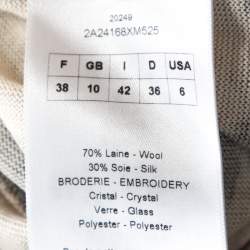 20249
2A24168XM525
F GB I D USA
38 10 42 36 6
70% Laine - Wool
30% Soie - Silk
BRODERIE - EMBROIDERY
Cristal - Crystal
Verre - Glass
Polyester - Polyester